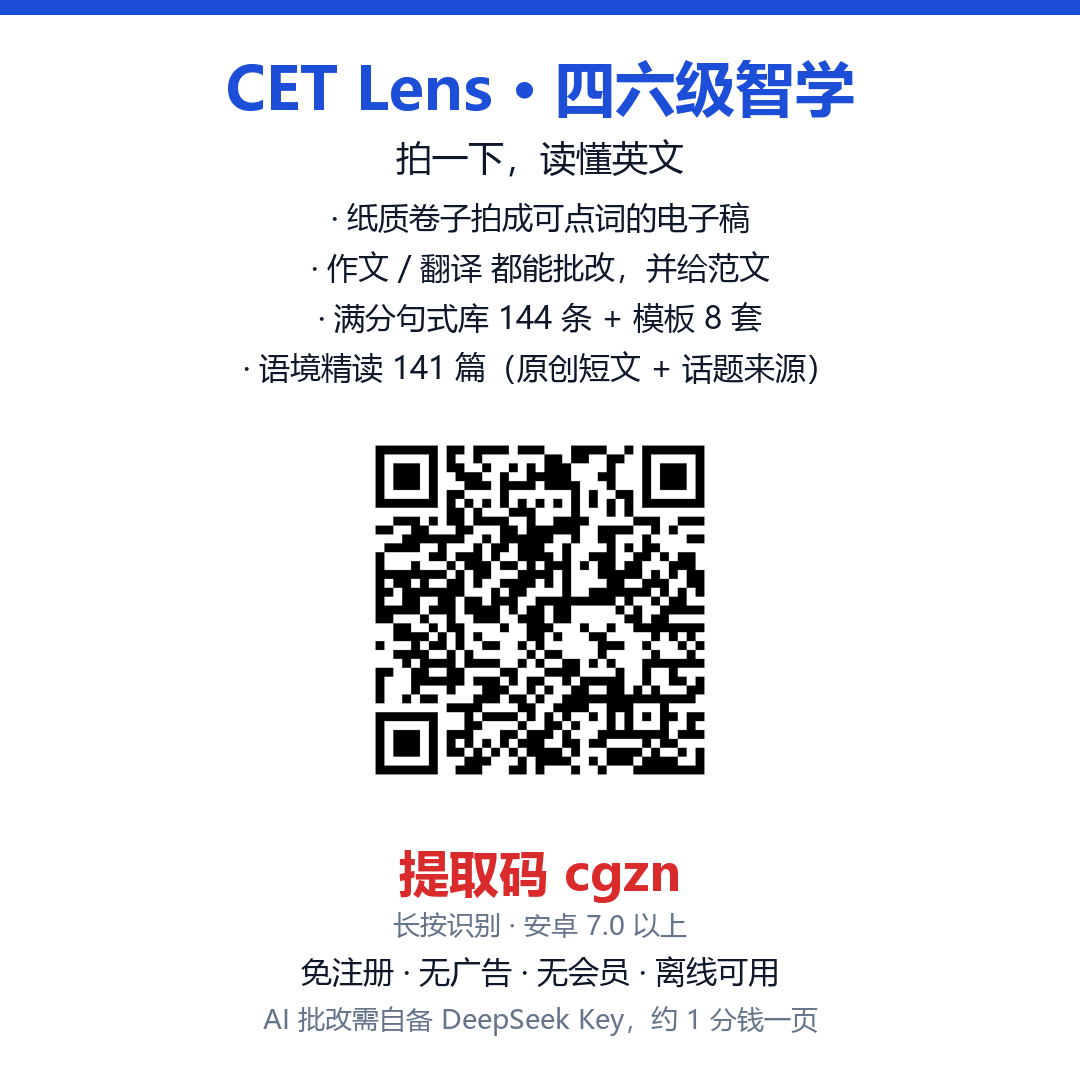 CET Lens · 四六级智学
拍一下，读懂英文
· 纸质卷子拍成可点词的电子稿
· 作文 / 翻译 都能批改，并给范文
· 满分句式库 144 条 + 模板 8 套
· 语境精读 141 篇（原创短文 + 话题来源）
提取码 cgzn
长按识别 · 安卓 7.0 以上
免注册 · 无广告 · 无会员 · 离线可用
AI 批改需自备 DeepSeek Key，约 1 分钱一页